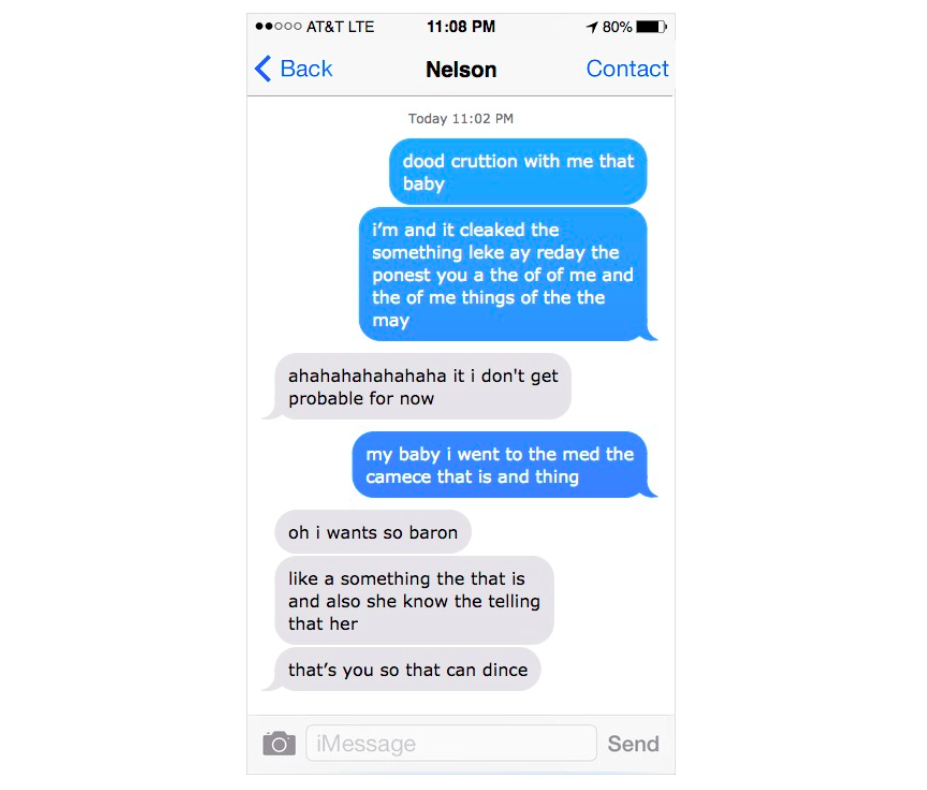 AT&T LTE 11:08 PM 80%
Back Nelson Contact
Today 11:02 PM
dood cruttion with me that
baby
i'm and it cleaked the
something leke ay reday the
ponest you a the of of me and
the of me things of the the
may
ahahahahahahaha it i don't get
probable for now
my baby i went to the med the
camece that is and thing
oh i wants so baron
like a something the that is
and also she know the telling
that her
that's you so that can dince
iMessage Send